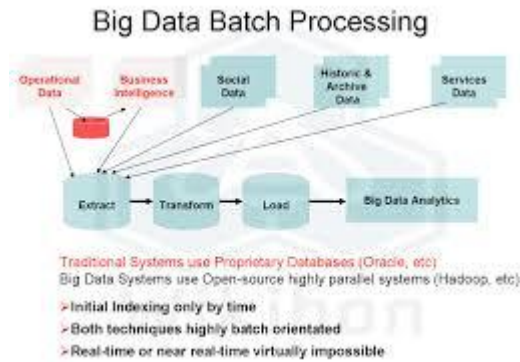 Big Data Batch Processing
Operational
Data
Business
Intelligence
Social
Data
Historic &
Archive
Data
Services
Data
Extract
Transform
Load
Big Data Analytics
Traditional Systems use Proprietary Databases (Oracle, etc)
Big Data Systems use Open-source highly parallel systems (Hadoop, etc)
➢Initial Indexing only by time
➢Both techniques highly batch orientated
➢Real-time or near real-time virtually impossible